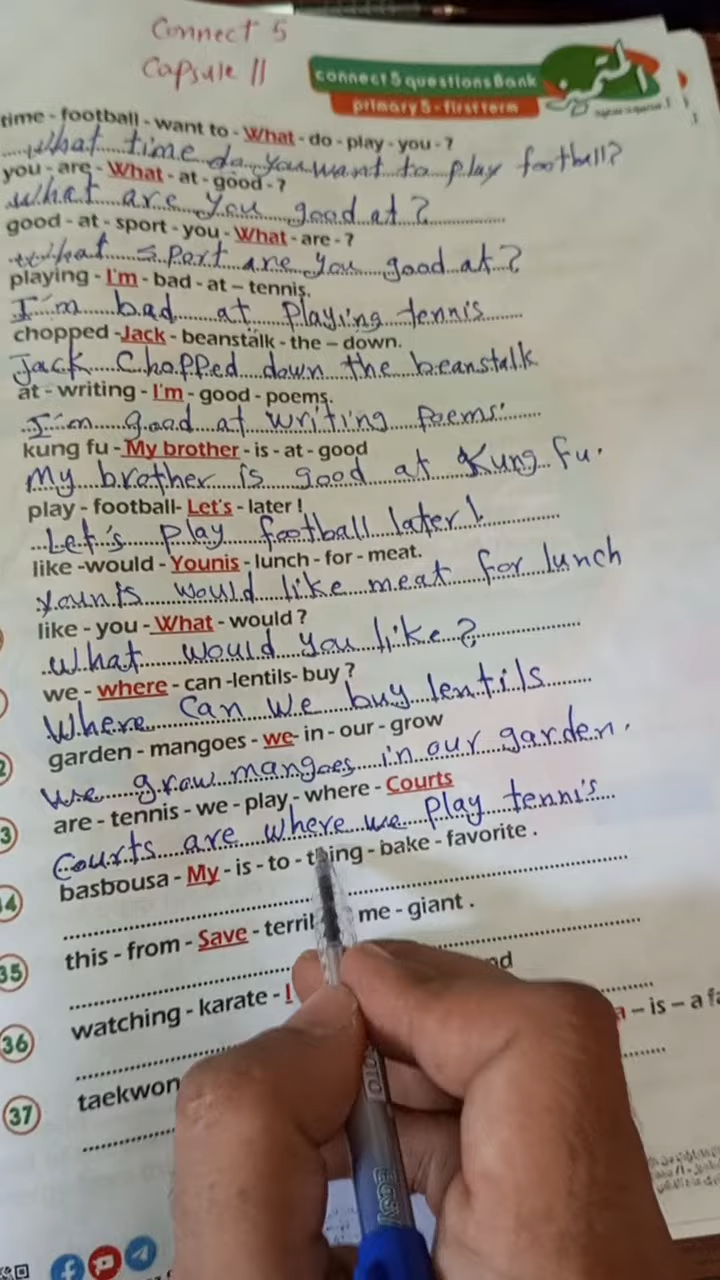 Connect 5
Capsule 11
connect 5 questions Bank
المتميز
primary 5 - first term
time - football - want to - What - do - play - you - ?
What time do you want to play football?
you - are - What - at - good - ?
What are you good at?
good - at - sport - you - What - are - ?
What sport are you good at?
playing - I'm - bad - at – tennis.
I'm bad at playing tennis
chopped -Jack - beanstalk - the – down.
Jack Chopped down the beanstalk
at - writing - I'm - good - poems.
I'm good at writing Poems.
kung fu - My brother - is - at - good
My brother is good at Kung fu.
play - football- Let's - later !
Let's play football later!
like -would - Younis - lunch - for - meat.
Younis would like meat for lunch
like - you - What - would ?
What would you like?
we - where - can -lentils- buy ?
Where can we buy lentils
garden - mangoes - we- in - our - grow
We grow mangoes in our garden.
3 are - tennis - we - play - where - Courts
Courts are where we play tennis
34 basbousa - My - is - to - thing - bake - favorite .
35 this - from - Save - me - giant .
36 watching - karate - I
– is – a
37
EGSY